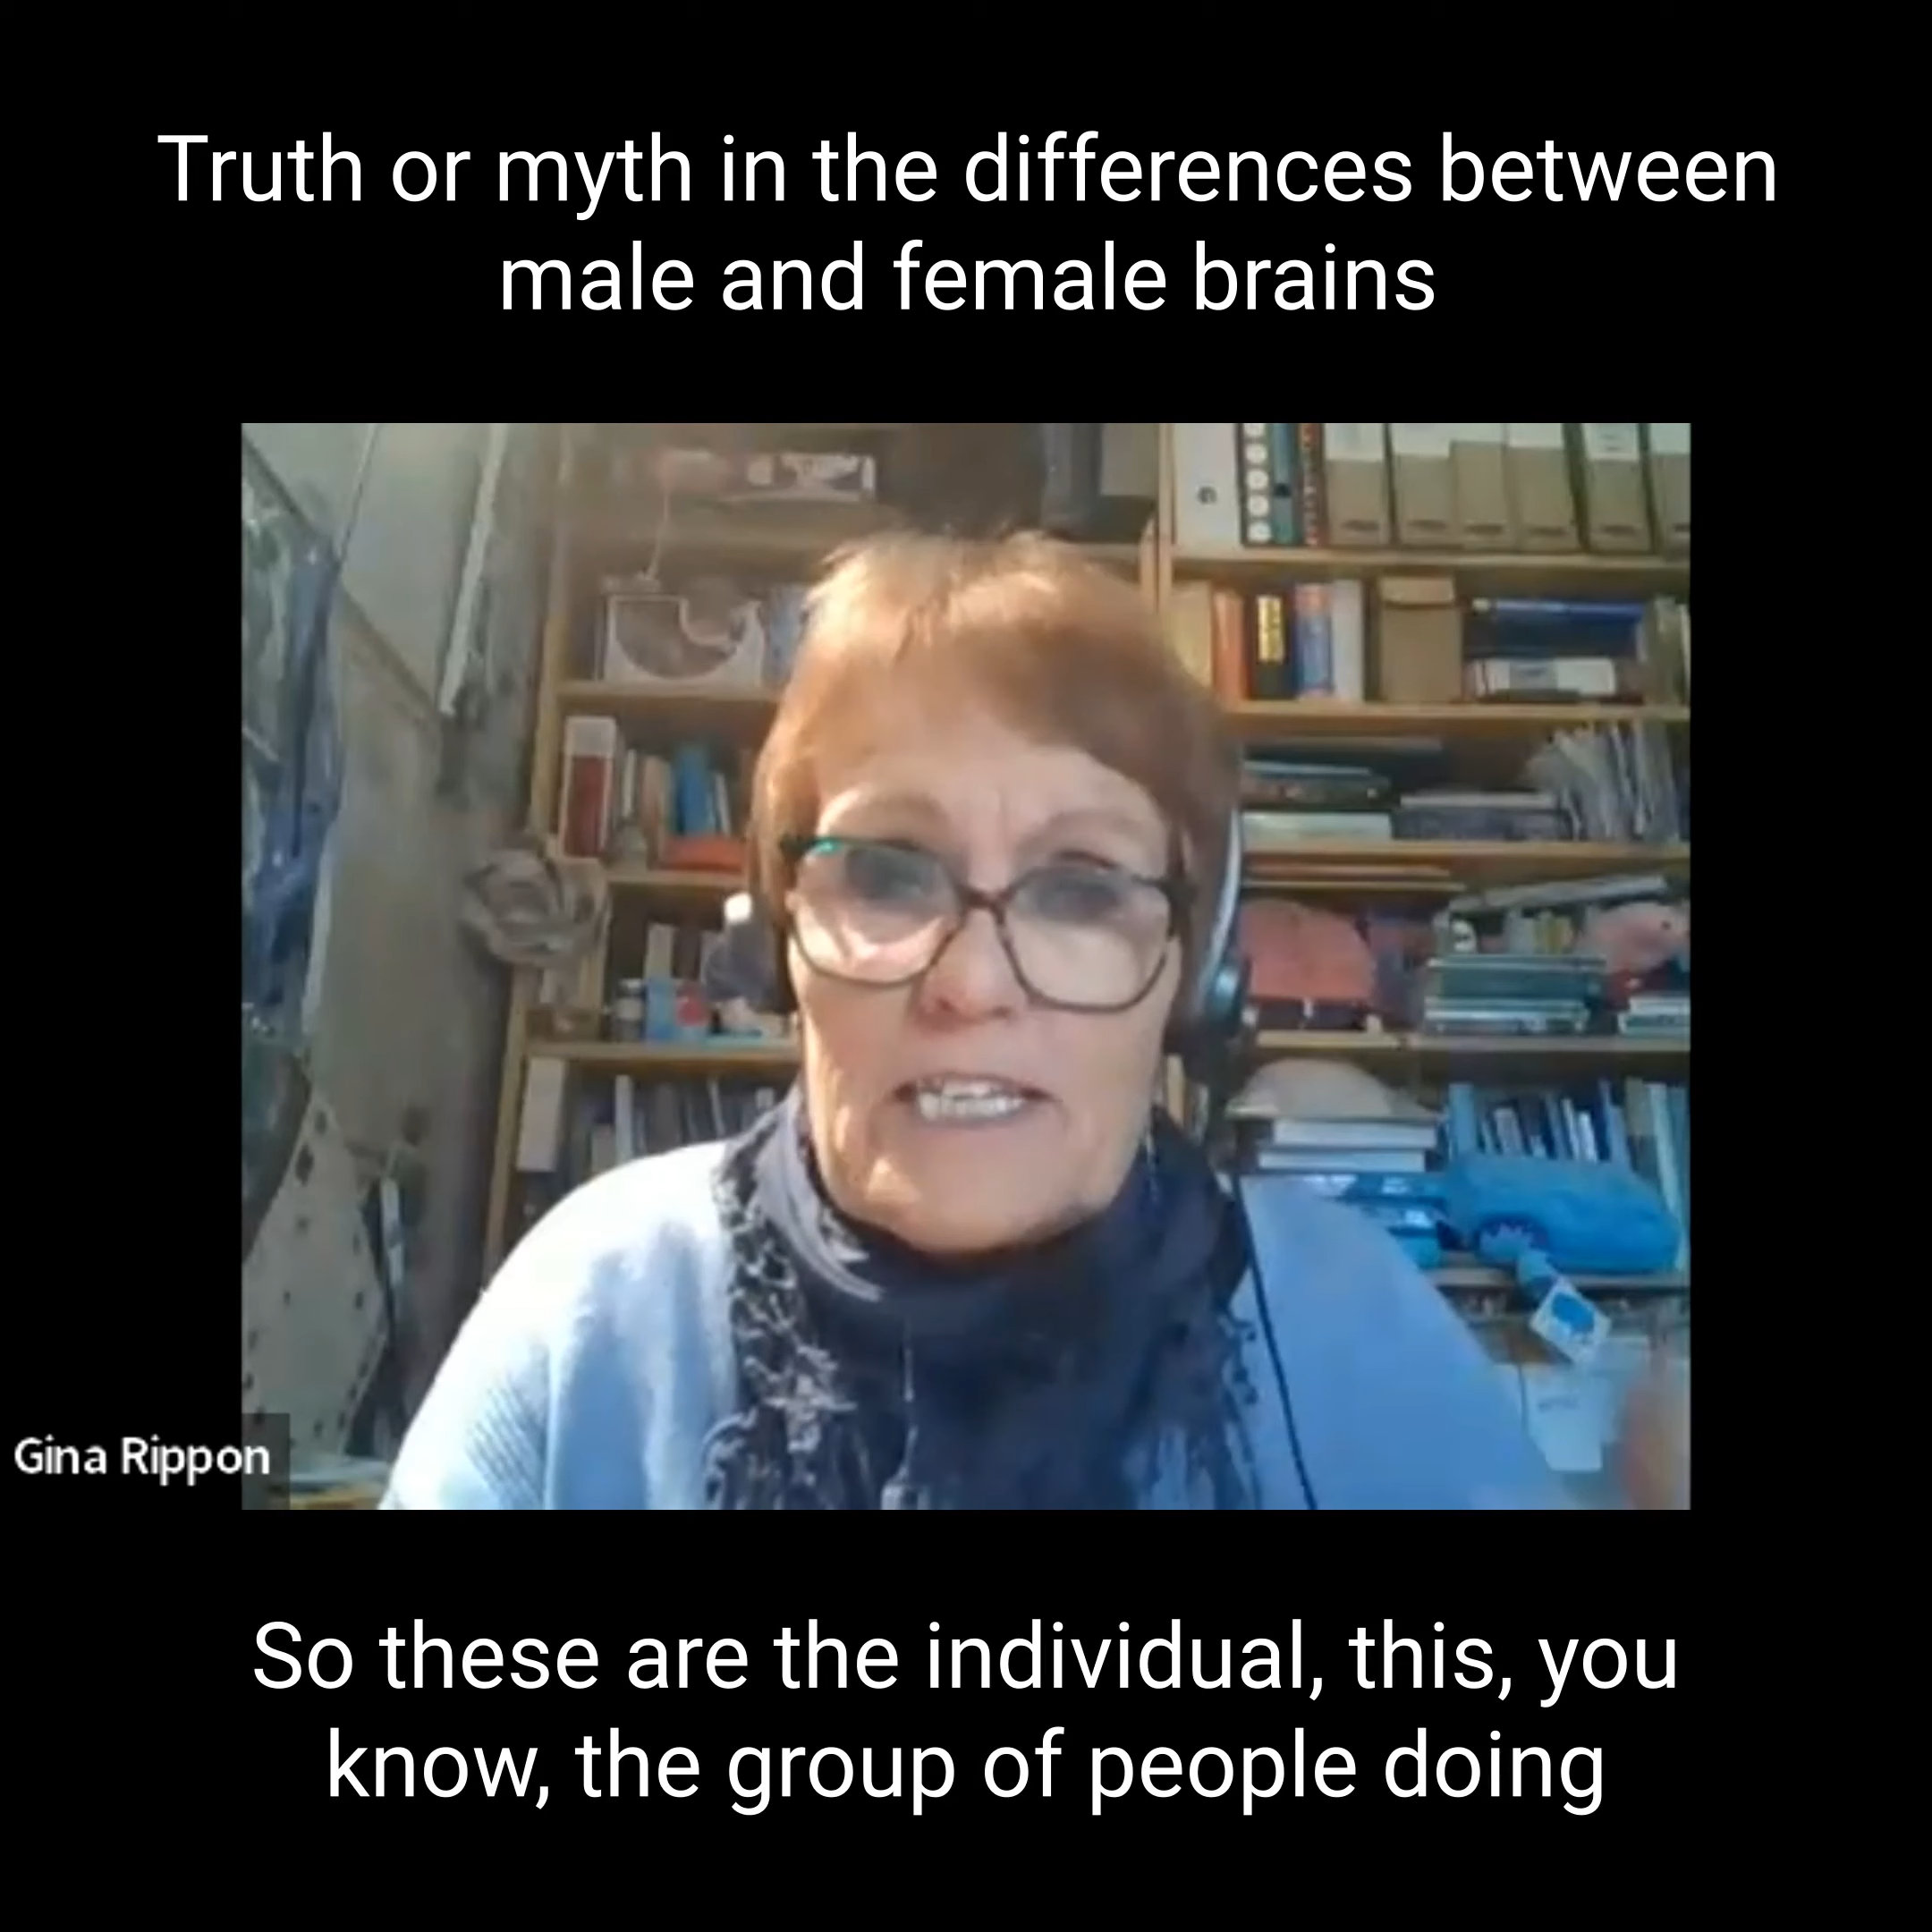 Truth or myth in the differences between
male and female brains
Gina Rippon
So these are the individual, this, you
know, the group of people doing